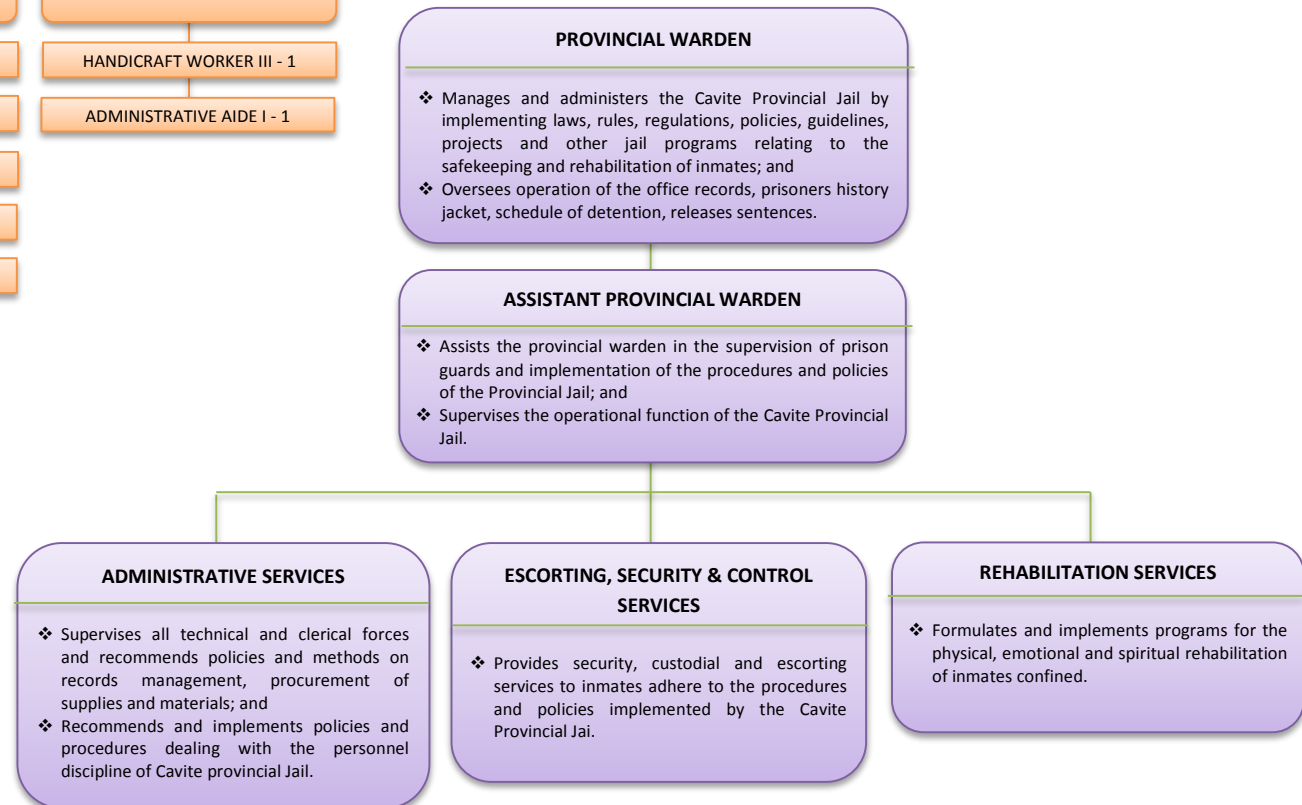 HANDICRAFT WORKER III - 1
ADMINISTRATIVE AIDE I - 1
PROVINCIAL WARDEN
❖ Manages and administers the Cavite Provincial Jail by
implementing laws, rules, regulations, policies, guidelines,
projects and other jail programs relating to the
safekeeping and rehabilitation of inmates; and
❖ Oversees operation of the office records, prisoners history
jacket, schedule of detention, releases sentences.
ASSISTANT PROVINCIAL WARDEN
❖ Assists the provincial warden in the supervision of prison
guards and implementation of the procedures and policies
of the Provincial Jail; and
❖ Supervises the operational function of the Cavite Provincial
Jail.
ADMINISTRATIVE SERVICES
❖ Supervises all technical and clerical forces
and recommends policies and methods on
records management, procurement of
supplies and materials; and
❖ Recommends and implements policies and
procedures dealing with the personnel
discipline of Cavite provincial Jail.
ESCORTING, SECURITY & CONTROL
SERVICES
❖ Provides security, custodial and escorting
services to inmates adhere to the procedures
and policies implemented by the Cavite
Provincial Jai.
REHABILITATION SERVICES
❖ Formulates and implements programs for the
physical, emotional and spiritual rehabilitation
of inmates confined.